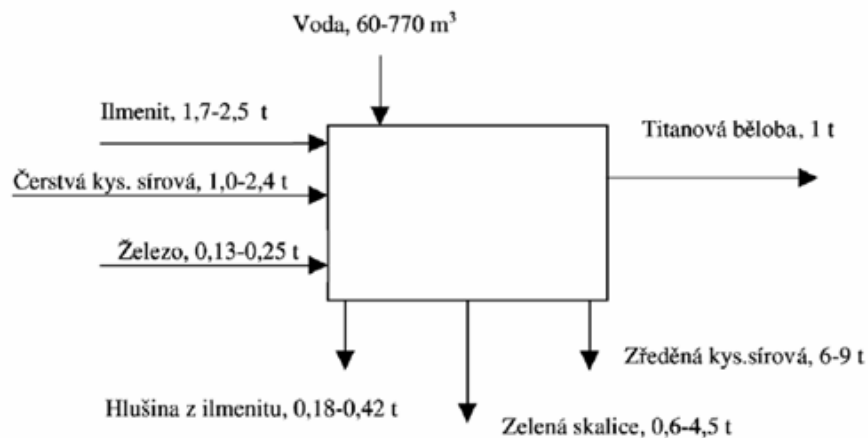 Voda, 60-770 m³
Ilmenit, 1,7-2,5 t
Titanová běloba, 1 t
Čerstvá kys. sírová, 1,0-2,4 t
Železo, 0,13-0,25 t
Zředěná kys.sírová, 6-9 t
Hlušina z ilmenitu, 0,18-0,42 t
Zelená skalice, 0,6-4,5 t